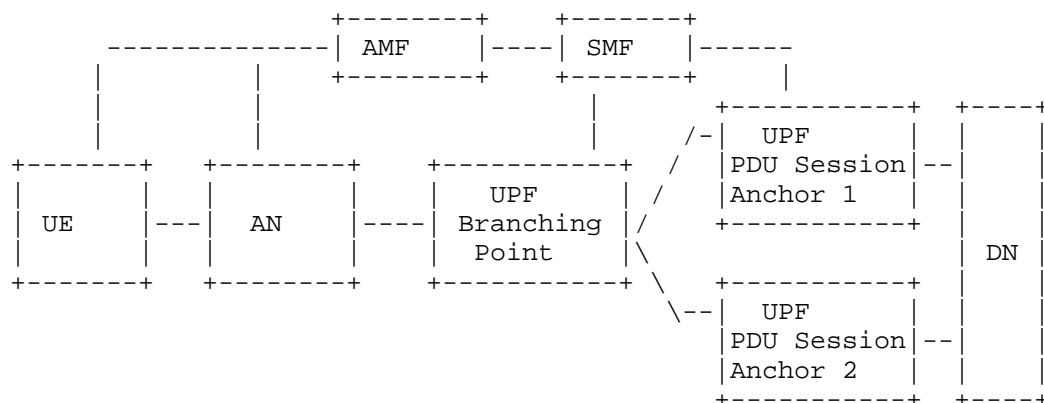 AMF SMF
UPF
UE AN UPF PDU Session
Branching Anchor 1
Point DN
UPF
PDU Session
Anchor 2